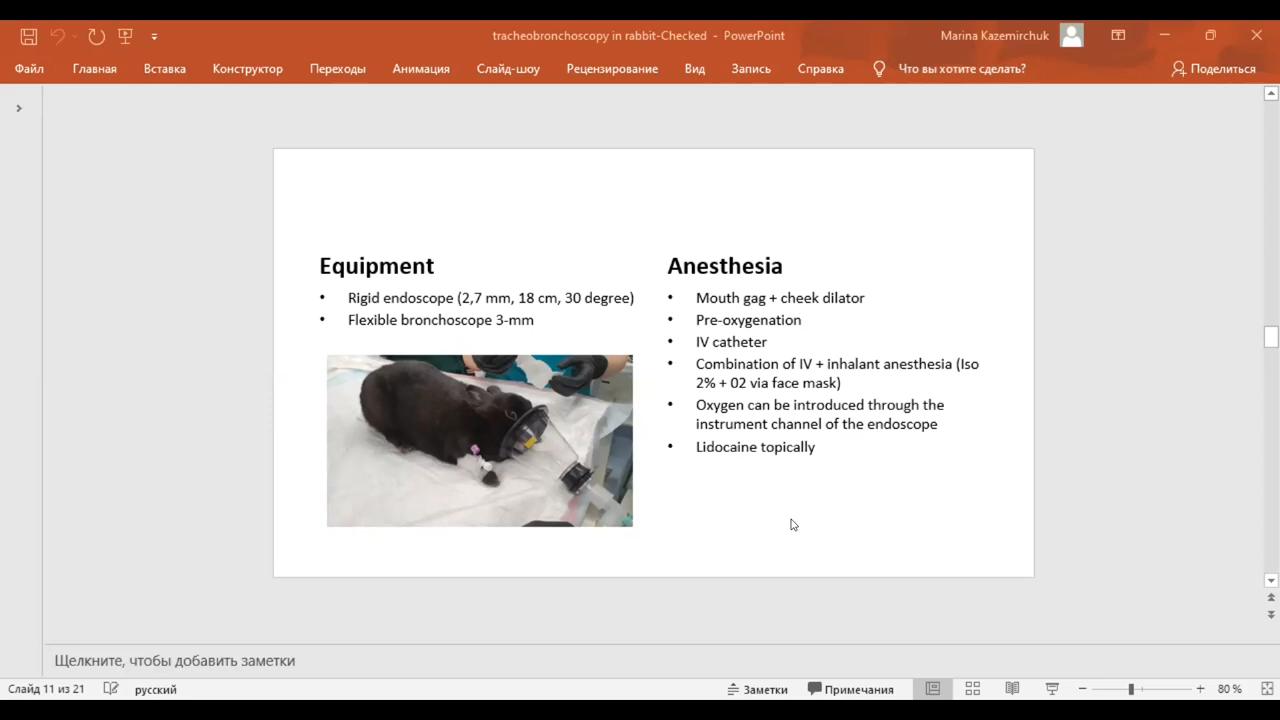 tracheobronchoscopy in rabbit-Checked - PowerPoint
Marina Kazemirchuk
Файл Главная Вставка Конструктор Переходы Анимация Слайд-шоу Рецензирование Вид Запись Справка Что вы хотите сделать? Поделиться
Equipment
• Rigid endoscope (2,7 mm, 18 cm, 30 degree)
• Flexible bronchoscope 3-mm
Anesthesia
• Mouth gag + cheek dilator
• Pre-oxygenation
• IV catheter
• Combination of IV + inhalant anesthesia (Iso
2% + 02 via face mask)
• Oxygen can be introduced through the
instrument channel of the endoscope
• Lidocaine topically
Щелкните, чтобы добавить заметки
Слайд 11 из 21 русский Заметки Примечания 80 %